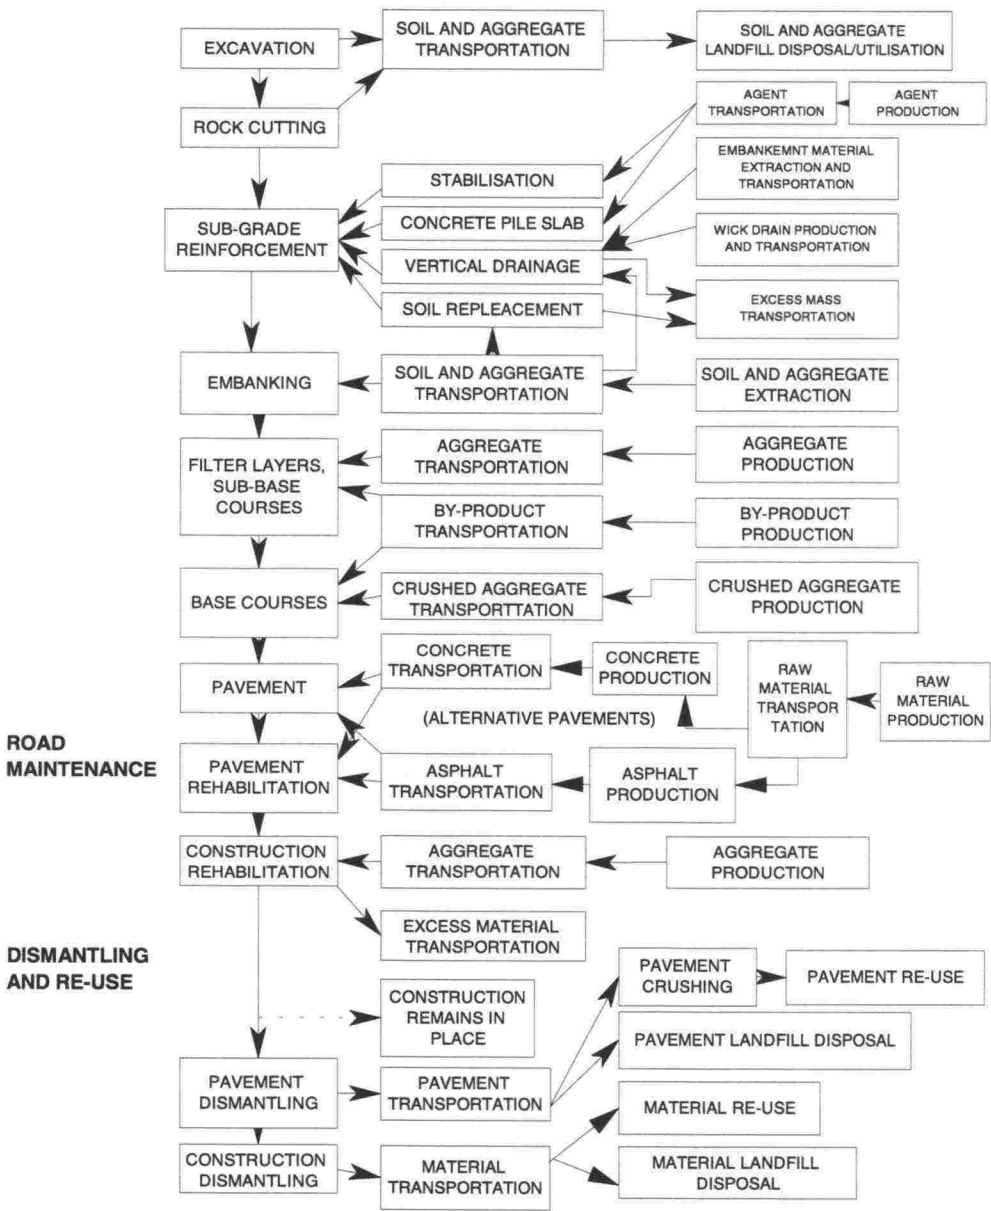 EXCAVATION
SOIL AND AGGREGATE
TRANSPORTATION
SOIL AND AGGREGATE
LANDFILL DISPOSAL/UTILISATION
ROCK CUTTING
AGENT
TRANSPORTATION
AGENT
PRODUCTION
EMBANKEMNT MATERIAL
EXTRACTION AND
TRANSPORTATION
STABILISATION
SUB-GRADE
REINFORCEMENT
CONCRETE PILE SLAB
WICK DRAIN PRODUCTION
AND TRANSPORTATION
VERTICAL DRAINAGE
SOIL REPLEACEMENT
EXCESS MASS
TRANSPORTATION
EMBANKING
SOIL AND AGGREGATE
TRANSPORTATION
SOIL AND AGGREGATE
EXTRACTION
FILTER LAYERS,
SUB-BASE
COURSES
AGGREGATE
TRANSPORTATION
AGGREGATE
PRODUCTION
BY-PRODUCT
TRANSPORTATION
BY-PRODUCT
PRODUCTION
BASE COURSES
CRUSHED AGGREGATE
TRANSPORTTATION
CRUSHED AGGREGATE
PRODUCTION
PAVEMENT
CONCRETE
TRANSPORTATION
CONCRETE
PRODUCTION
RAW
MATERIAL
TRANSPOR
TATION
RAW
MATERIAL
PRODUCTION
(ALTERNATIVE PAVEMENTS)
ROAD
MAINTENANCE
PAVEMENT
REHABILITATION
ASPHALT
TRANSPORTATION
ASPHALT
PRODUCTION
CONSTRUCTION
REHABILITATION
AGGREGATE
TRANSPORTATION
AGGREGATE
PRODUCTION
EXCESS MATERIAL
TRANSPORTATION
DISMANTLING
AND RE-USE
PAVEMENT
CRUSHING
PAVEMENT RE-USE
CONSTRUCTION
REMAINS IN
PLACE
PAVEMENT LANDFILL DISPOSAL
PAVEMENT
DISMANTLING
PAVEMENT
TRANSPORTATION
MATERIAL RE-USE
CONSTRUCTION
DISMANTLING
MATERIAL
TRANSPORTATION
MATERIAL LANDFILL
DISPOSAL